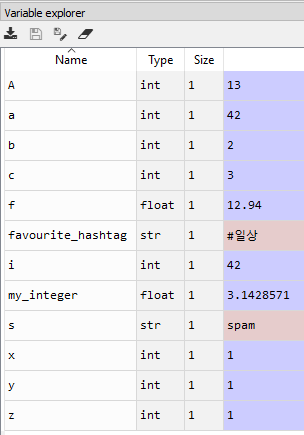 Variable explorer
Name Type Size
A int 1 13
a int 1 42
b int 1 2
c int 1 3
f float 1 12.94
favourite_hashtag str 1 #일상
i int 1 42
my_integer float 1 3.1428571
s str 1 spam
x int 1 1
y int 1 1
z int 1 1